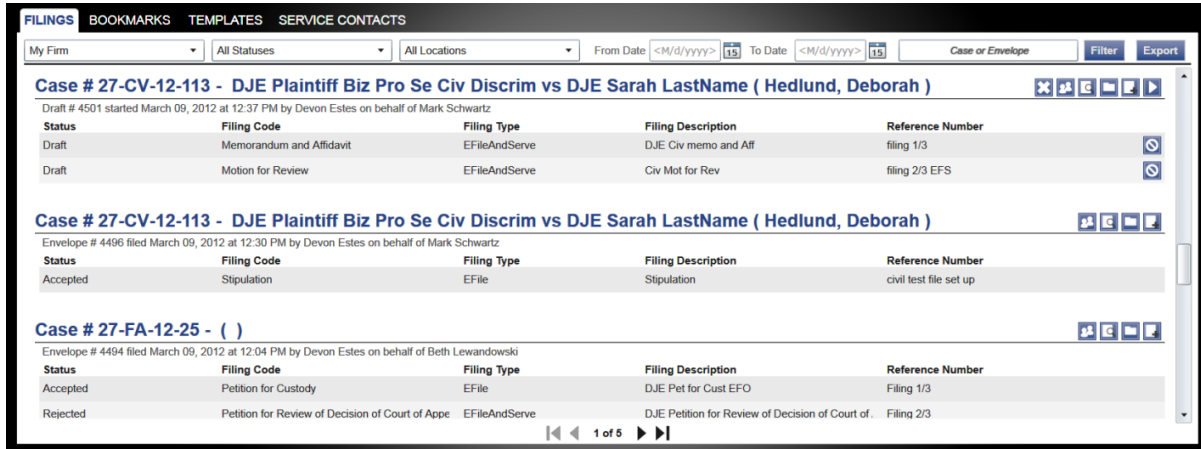 FILINGS BOOKMARKS TEMPLATES SERVICE CONTACTS
My Firm All Statuses All Locations From Date <M/d/yyyy> 15 To Date <M/d/yyyy> 15 Case or Envelope Filter Export
Case # 27-CV-12-113 - DJE Plaintiff Biz Pro Se Civ Discrim vs DJE Sarah LastName ( Hedlund, Deborah )
Draft # 4501 started March 09, 2012 at 12:37 PM by Devon Estes on behalf of Mark Schwartz
Status Filing Code Filing Type Filing Description Reference Number
Draft Memorandum and Affidavit EFileAndServe DJE Civ memo and Aff filing 1/3
Draft Motion for Review EFileAndServe Civ Mot for Rev filing 2/3 EFS
Case # 27-CV-12-113 - DJE Plaintiff Biz Pro Se Civ Discrim vs DJE Sarah LastName ( Hedlund, Deborah )
Envelope # 4496 filed March 09, 2012 at 12:30 PM by Devon Estes on behalf of Mark Schwartz
Status Filing Code Filing Type Filing Description Reference Number
Accepted Stipulation EFile Stipulation civil test file set up
Case # 27-FA-12-25 - ( )
Envelope # 4494 filed March 09, 2012 at 12:04 PM by Devon Estes on behalf of Beth Lewandowski
Status Filing Code Filing Type Filing Description Reference Number
Accepted Petition for Custody EFile DJE Pet for Cust EFO Filing 1/3
Rejected Petition for Review of Decision of Court of Appe EFileAndServe DJE Petition for Review of Decision of Court of . Filing 2/3
1 of 5